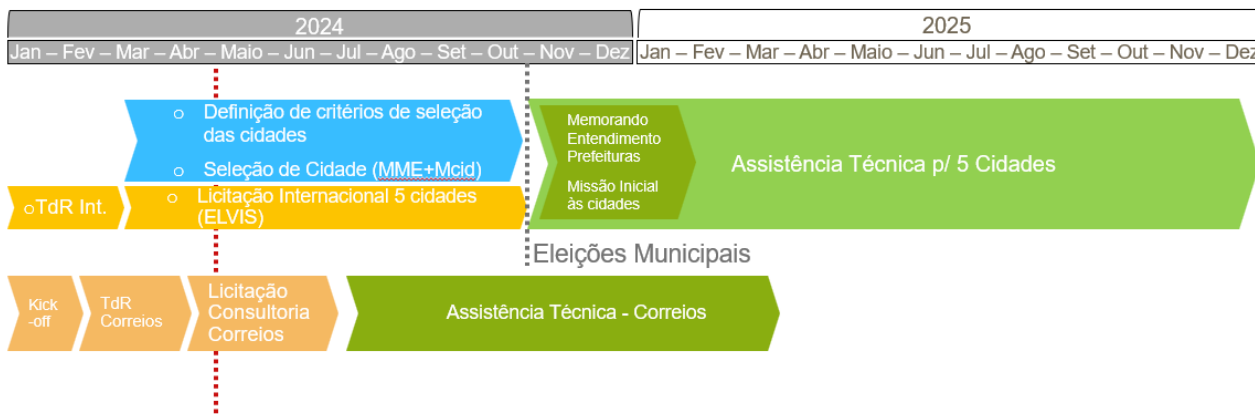 2024
2025
Jan – Fev – Mar – Abr – Maio – Jun – Jul – Ago – Set – Out – Nov – Dez
Jan – Fev – Mar – Abr – Maio – Jun – Jul – Ago – Set – Out – Nov – Dez
o Definição de critérios de seleção
das cidades
o Seleção de Cidade (MME+Mcid)
Memorando
Entendimento
Prefeituras
Missão Inicial
às cidades
Assistência Técnica p/ 5 Cidades
oTdR Int.
o Licitação Internacional 5 cidades
(ELVIS)
Eleições Municipais
Kick
-off
TdR
Correios
Licitação
Consultoria
Correios
Assistência Técnica - Correios